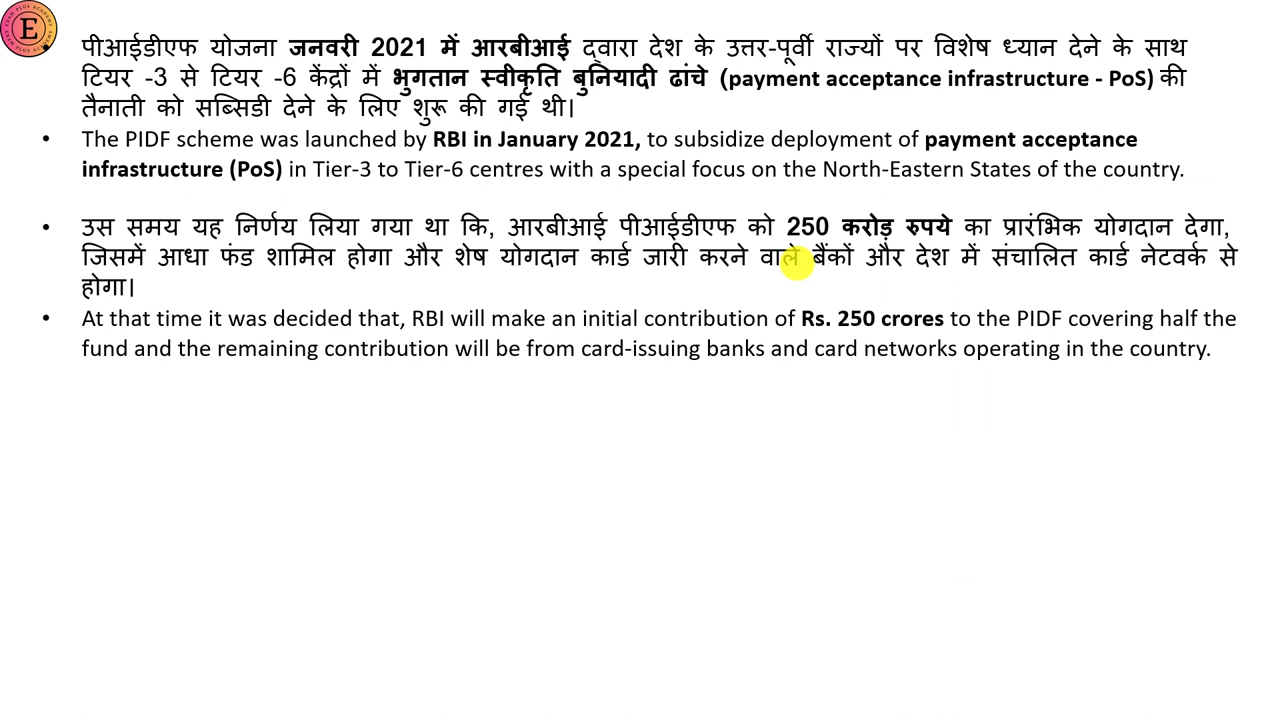 E
पीआईडीएफ योजना जनवरी 2021 में आरबीआई द्वारा देश के उत्तर-पूर्वी राज्यों पर विशेष ध्यान देने के साथ
टियर -3 से टियर -6 केंद्रों में भुगतान स्वीकृति बुनियादी ढांचे (payment acceptance infrastructure - PoS) की
तैनाती को सब्सिडी देने के लिए शुरू की गई थी।
• The PIDF scheme was launched by RBI in January 2021, to subsidize deployment of payment acceptance
infrastructure (PoS) in Tier-3 to Tier-6 centres with a special focus on the North-Eastern States of the country.
• उस समय यह निर्णय लिया गया था कि, आरबीआई पीआईडीएफ को 250 करोड़ रुपये का प्रारंभिक योगदान देगा,
जिसमें आधा फंड शामिल होगा और शेष योगदान कार्ड जारी करने वाले बैंकों और देश में संचालित कार्ड नेटवर्क से
होगा।
• At that time it was decided that, RBI will make an initial contribution of Rs. 250 crores to the PIDF covering half the
fund and the remaining contribution will be from card-issuing banks and card networks operating in the country.